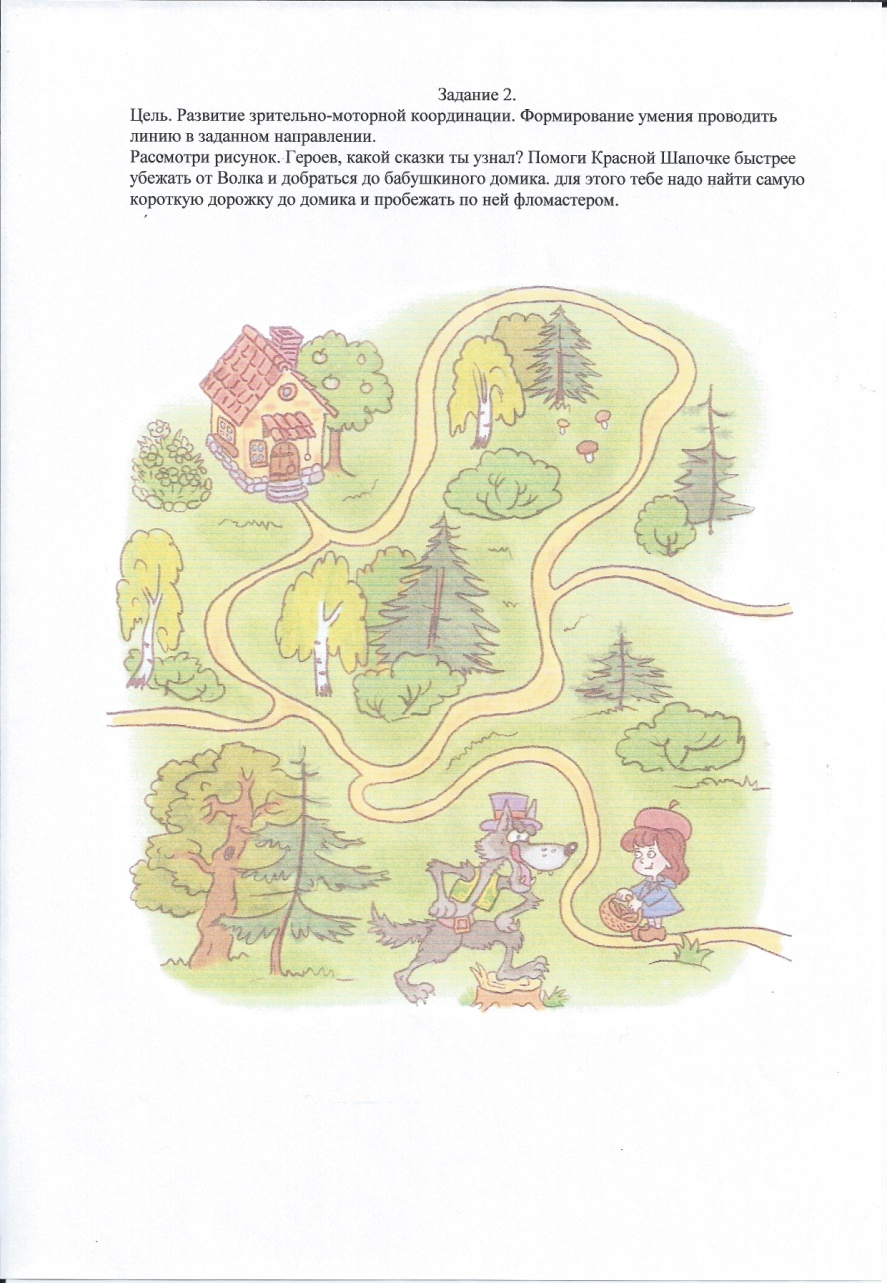 Задание 2.
Цель. Развитие зрительно-моторной координации. Формирование умения проводить
линию в заданном направлении.
Рассмотри рисунок. Героев, какой сказки ты узнал? Помоги Красной Шапочке быстрее
убежать от Волка и добраться до бабушкиного домика. для этого тебе надо найти самую
короткую дорожку до домика и пробежать по ней фломастером.